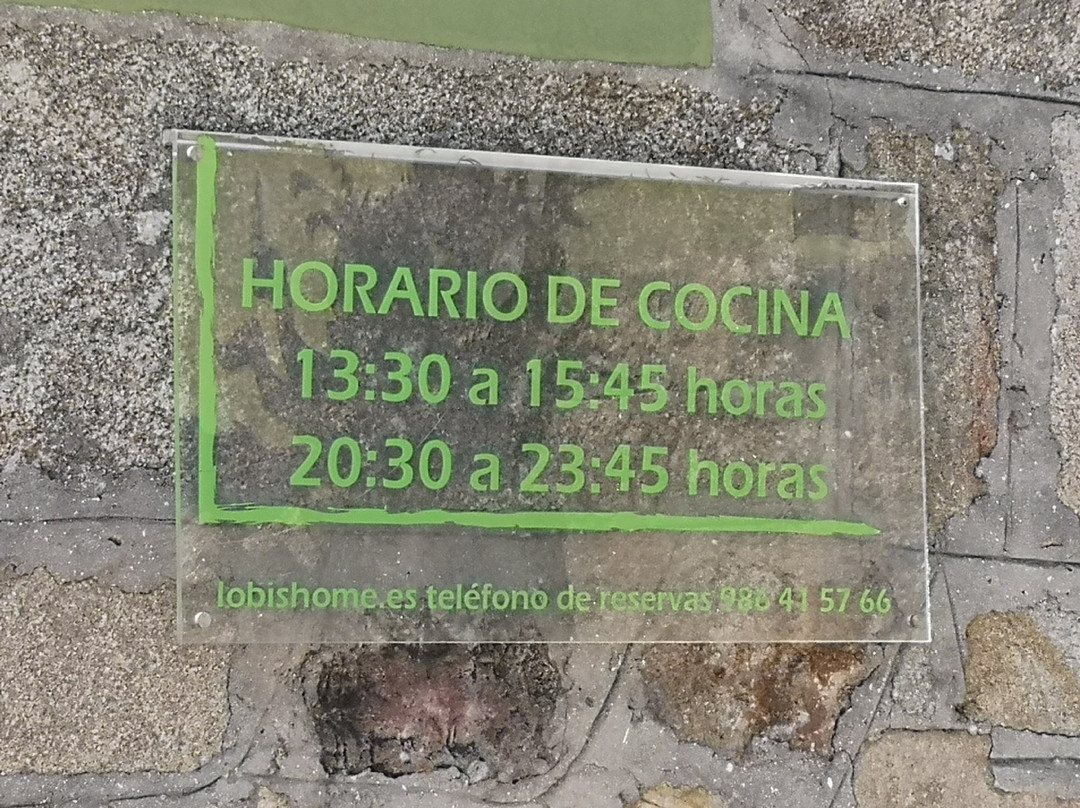 HORARIO DE COCINA
13:30 a 15:45 horas
20:30 a 23:45 horas
lobishome.es teléfono de reservas 986 41 57 66